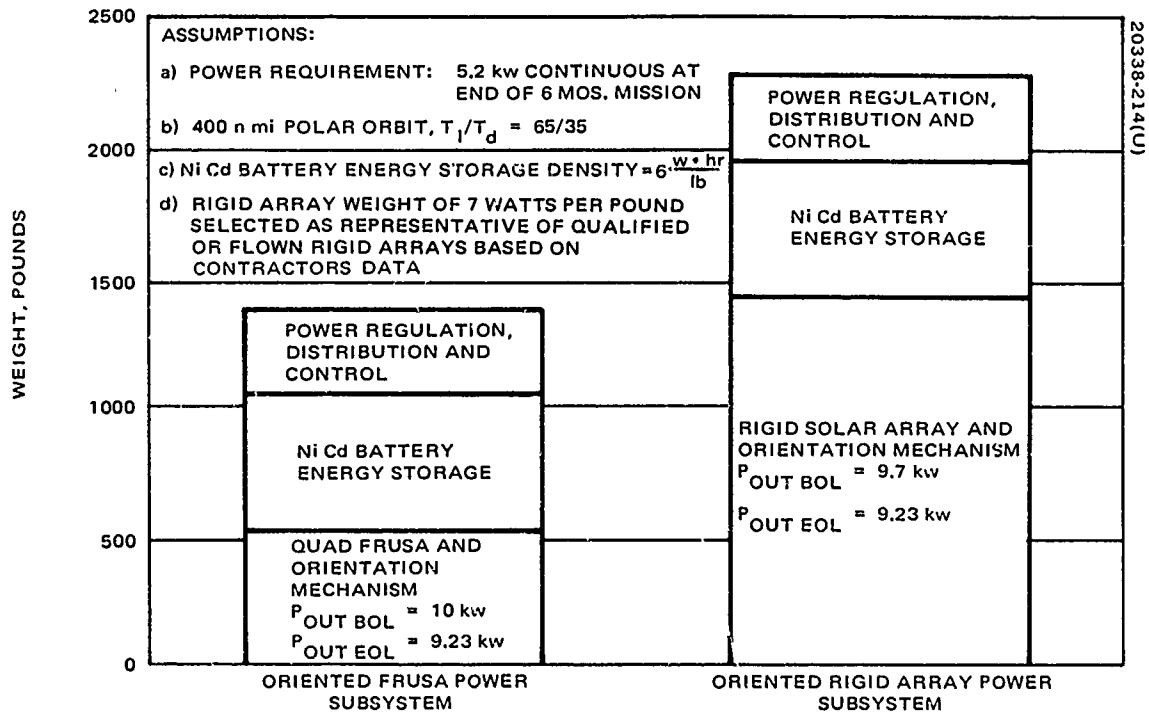 2500
2000
1500
1000
500
0
WEIGHT, POUNDS
ASSUMPTIONS:
a) POWER REQUIREMENT: 5.2 kw CONTINUOUS AT
END OF 6 MOS. MISSION
b) 400 n mi POLAR ORBIT, T_l/T_d = 65/35
c) Ni Cd BATTERY ENERGY STORAGE DENSITY = 6 w • hr
lb
d) RIGID ARRAY WEIGHT OF 7 WATTS PER POUND
SELECTED AS REPRESENTATIVE OF QUALIFIED
OR FLOWN RIGID ARRAYS BASED ON
CONTRACTORS DATA
POWER REGULATION,
DISTRIBUTION AND
CONTROL
Ni Cd BATTERY
ENERGY STORAGE
QUAD FRUSA AND
ORIENTATION
MECHANISM
P OUT BOL = 10 kw
P OUT EOL = 9.23 kw
ORIENTED FRUSA POWER
SUBSYSTEM
POWER REGULATION,
DISTRIBUTION AND
CONTROL
Ni Cd BATTERY
ENERGY STORAGE
RIGID SOLAR ARRAY AND
ORIENTATION MECHANISM
P OUT BOL = 9.7 kw
P OUT EOL = 9.23 kw
ORIENTED RIGID ARRAY POWER
SUBSYSTEM
20338-214(U)